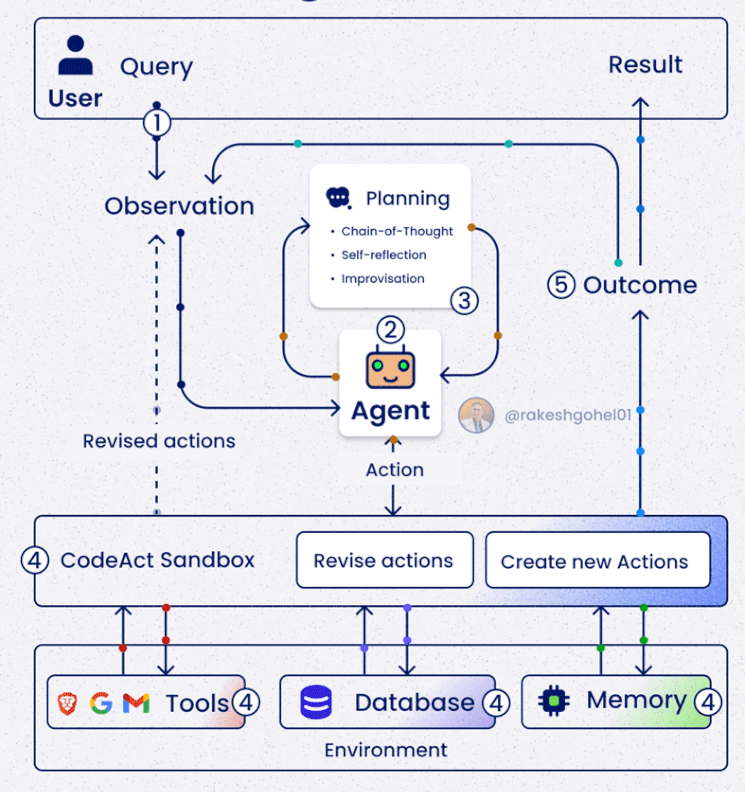 Query
User
Result
1
Observation
Planning
• Chain-of-Thought
• Self-reflection
• Improvisation
3
5 Outcome
2
Agent
@rakeshgohel01
Revised actions
Action
4 CodeAct Sandbox
Revise actions
Create new Actions
Tools 4
Database 4
Memory 4
Environment